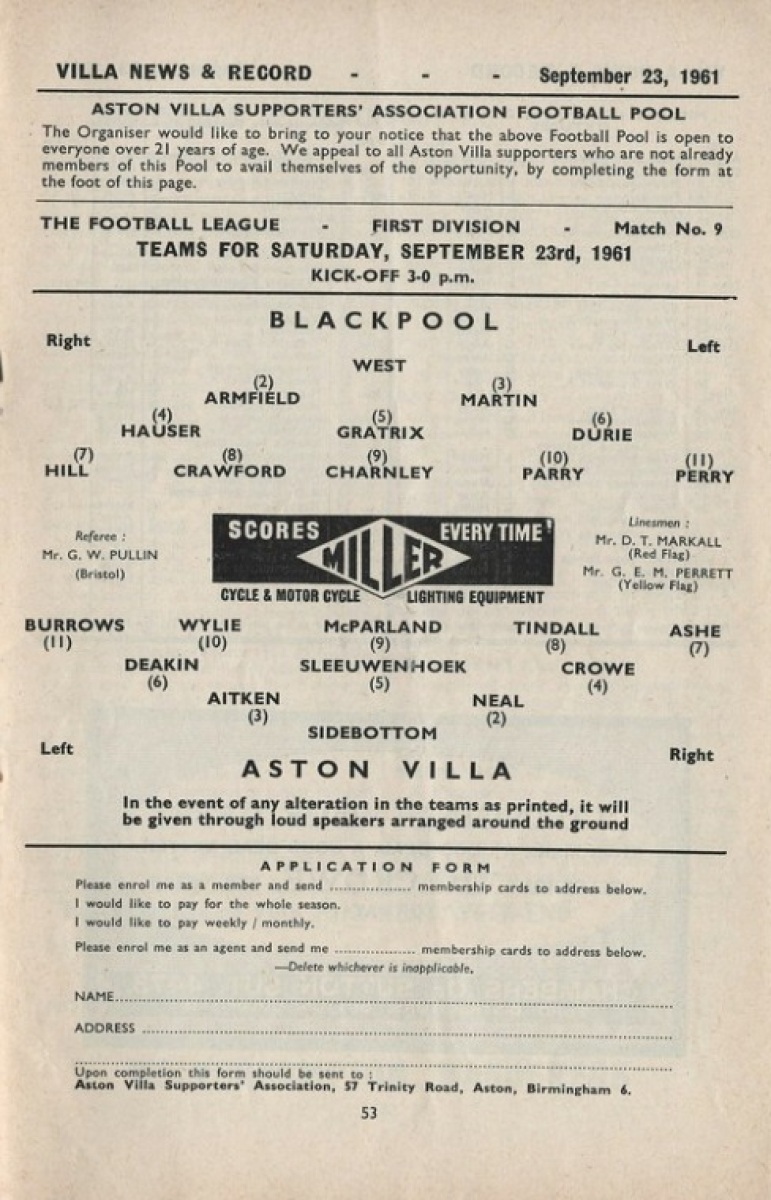 VILLA NEWS & RECORD - - - September 23, 1961
ASTON VILLA SUPPORTERS' ASSOCIATION FOOTBALL POOL
The Organiser would like to bring to your notice that the above Football Pool is open to
everyone over 21 years of age. We appeal to all Aston Villa supporters who are not already
members of this Pool to avail themselves of the opportunity, by completing the form at
the foot of this page.
THE FOOTBALL LEAGUE - FIRST DIVISION - Match No. 9
TEAMS FOR SATURDAY, SEPTEMBER 23rd, 1961
KICK-OFF 3-0 p.m.
BLACKPOOL
Right Left
WEST
(2) (3)
ARMFIELD MARTIN
(4) (5) (6)
HAUSER GRATRIX DURIE
(7) (8) (9) (10) (11)
HILL CRAWFORD CHARNLEY PARRY PERRY
Referee :
Mr. G. W. PULLIN
(Bristol)
SCORES MILLER EVERY TIME
CYCLE & MOTOR CYCLE LIGHTING EQUIPMENT
Linesmen :
Mr. D. T. MARKALL
(Red Flag)
Mr. G. E. M. PERRETT
(Yellow Flag)
BURROWS WYLIE McPARLAND TINDALL ASHE
(11) (10) (9) (8) (7)
DEAKIN SLEEUWENHOEK CROWE
(6) (5) (4)
AITKEN NEAL
(3) (2)
SIDEBOTTOM
Left Right
ASTON VILLA
In the event of any alteration in the teams as printed, it will
be given through loud speakers arranged around the ground
APPLICATION FORM
Please enrol me as a member and send .................. membership cards to address below.
I would like to pay for the whole season.
I would like to pay weekly / monthly.
Please enrol me as an agent and send me .................. membership cards to address below.
—Delete whichever is inapplicable.
NAME..................
ADDRESS ..................
Upon completion this form should be sent to :
Aston Villa Supporters' Association, 57 Trinity Road, Aston, Birmingham 6.
53